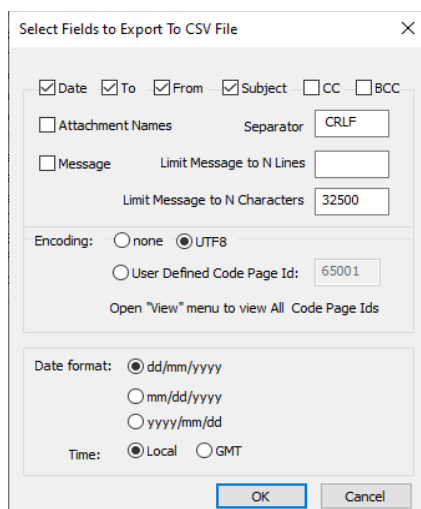 Select Fields to Export To CSV File
Date To From Subject CC BCC
Attachment Names Separator CRLF
Message Limit Message to N Lines
Limit Message to N Characters 32500
Encoding: none UTF8
User Defined Code Page Id: 65001
Open "View" menu to view All Code Page Ids
Date format: dd/mm/yyyy
mm/dd/yyyy
yyyy/mm/dd
Time: Local GMT
OK Cancel